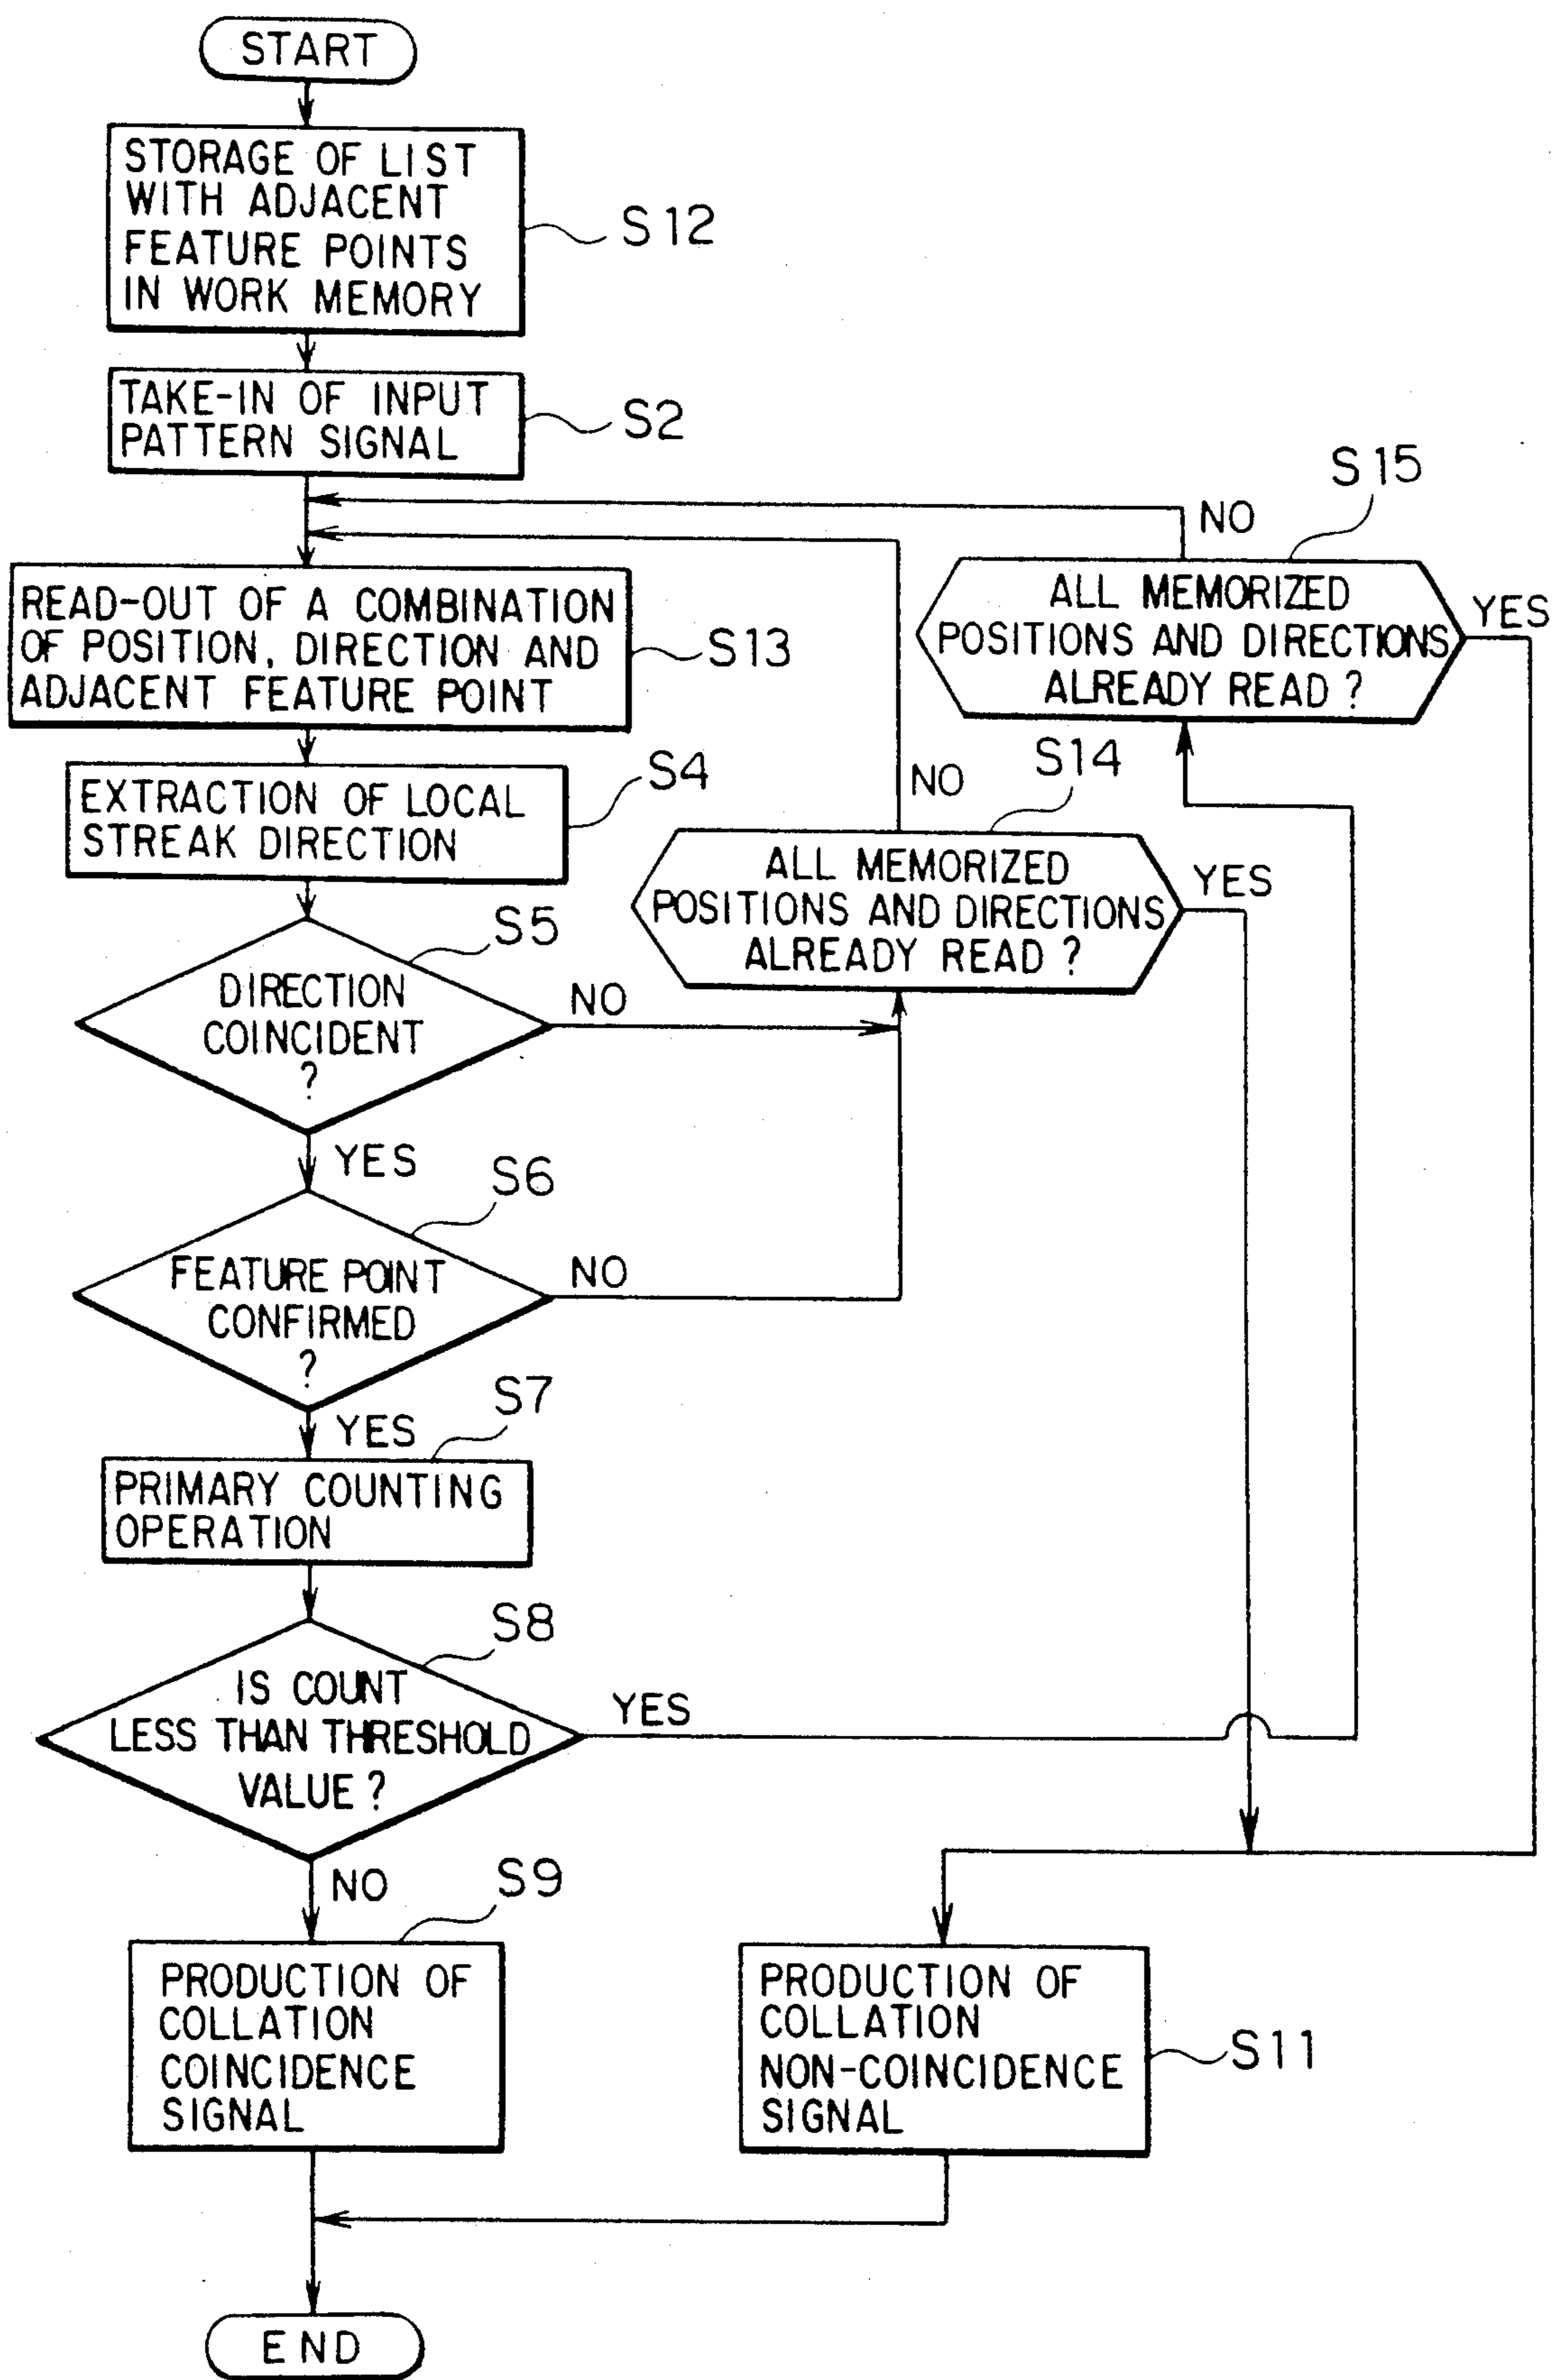 START
STORAGE OF LIST
WITH ADJACENT
FEATURE POINTS
IN WORK MEMORY
S12
TAKE-IN OF INPUT
PATTERN SIGNAL
S2
S15
NO
ALL MEMORIZED
POSITIONS AND DIRECTIONS
ALREADY READ ?
YES
READ-OUT OF A COMBINATION
OF POSITION, DIRECTION AND
ADJACENT FEATURE POINT
S13
S14
NO
EXTRACTION OF LOCAL
STREAK DIRECTION
S4
ALL MEMORIZED
POSITIONS AND DIRECTIONS
ALREADY READ ?
YES
S5
DIRECTION
COINCIDENT
?
NO
YES
S6
FEATURE POINT
CONFIRMED
?
NO
YES
S7
PRIMARY COUNTING
OPERATION
S8
IS COUNT
LESS THAN THRESHOLD
VALUE ?
YES
NO
S9
PRODUCTION OF
COLLATION
COINCIDENCE
SIGNAL
PRODUCTION OF
COLLATION
NON-COINCIDENCE
SIGNAL
S11
END